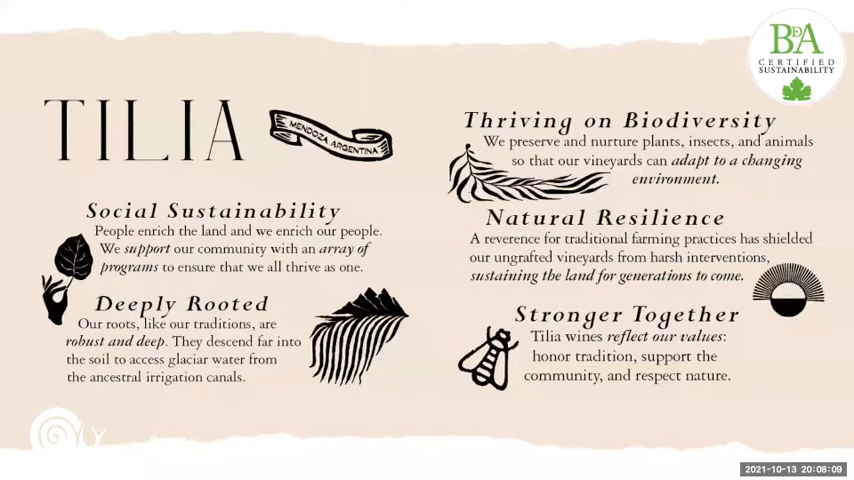 TILIA
MENDOZA ARGENTINA
Social Sustainability
People enrich the land and we enrich our people.
We support our community with an array of
programs to ensure that we all thrive as one.
Deeply Rooted
Our roots, like our traditions, are
robust and deep. They descend far into
the soil to access glaciar water from
the ancestral irrigation canals.
Thriving on Biodiversity
We preserve and nurture plants, insects, and animals
so that our vineyards can adapt to a changing
environment.
Natural Resilience
A reverence for traditional farming practices has shielded
our ungrafted vineyards from harsh interventions,
sustaining the land for generations to come.
Stronger Together
Tilia wines reflect our values:
honor tradition, support the
community, and respect nature.
BDA
CERTIFIED
SUSTAINABILITY
2021-10-13 20:08:09